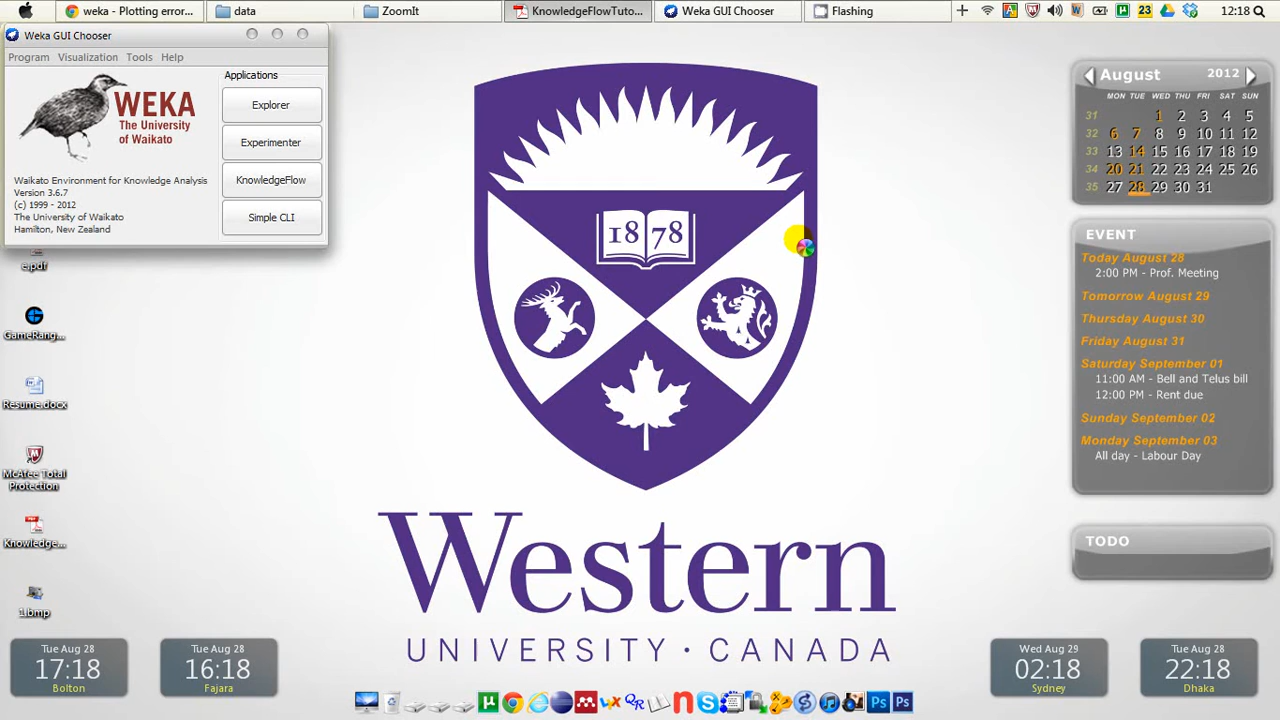 weka - Plotting error...
data
ZoomIt
KnowledgeFlowTuto...
Weka GUI Chooser
Flashing
23
12:18
Weka GUI Chooser
Program
Visualization
Tools
Help
Applications
WEKA
The University
of Waikato
Explorer
Experimenter
KnowledgeFlow
Simple CLI
Waikato Environment for Knowledge Analysis
Version 3.6.7
(c) 1999 - 2012
The University of Waikato
Hamilton, New Zealand
e.pdf
GameRang...
Resume.docx
McAfee Total
Protection
Knowledge...
1.bmp
1878
Western
UNIVERSITY · CANADA
August 2012
MON TUE WED THU FRI SAT SUN
31 1 2 3 4 5
32 6 7 8 9 10 11 12
33 13 14 15 16 17 18 19
34 20 21 22 23 24 25 26
35 27 28 29 30 31
EVENT
Today August 28
2:00 PM - Prof. Meeting
Tomorrow August 29
Thursday August 30
Friday August 31
Saturday September 01
11:00 AM - Bell and Telus bill
12:00 PM - Rent due
Sunday September 02
Monday September 03
All day - Labour Day
TODO
Tue Aug 28
17:18
Bolton
Tue Aug 28
16:18
Fajara
Wed Aug 29
02:18
Sydney
Tue Aug 28
22:18
Dhaka